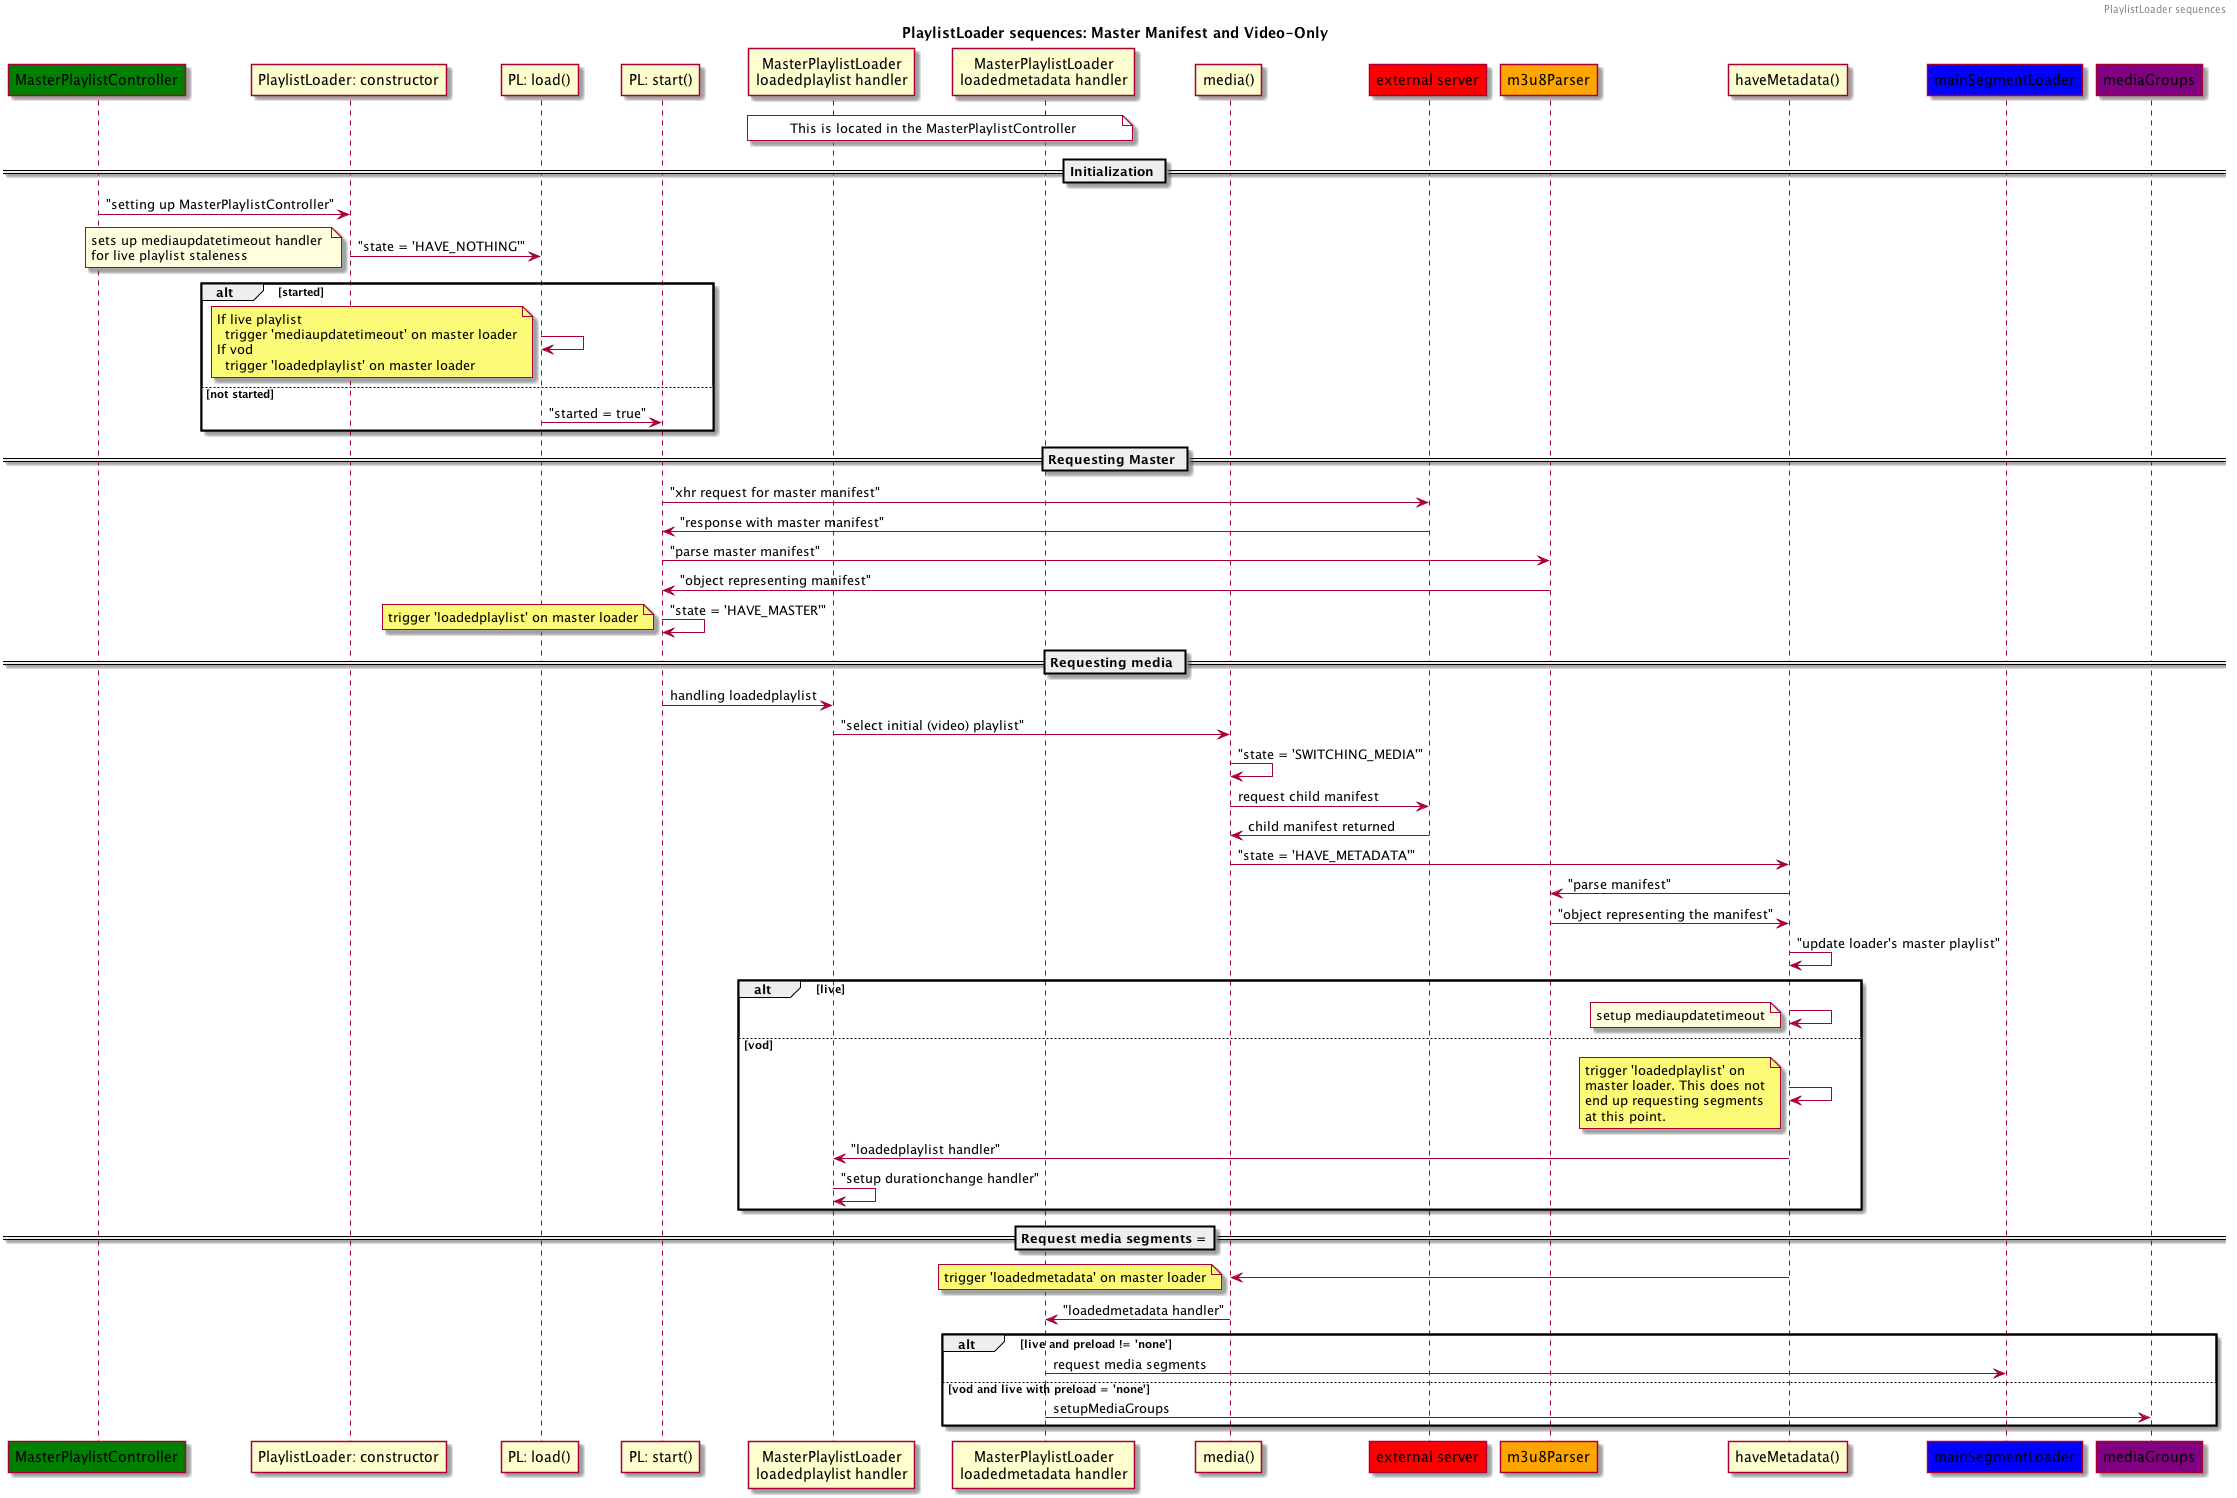 PlaylistLoader sequences
PlaylistLoader sequences: Master Manifest and Video-Only
MasterPlaylistController
PlaylistLoader: constructor
PL: load()
PL: start()
MasterPlaylistLoader
loadedplaylist handler
MasterPlaylistLoader
loadedmetadata handler
media()
external server
m3u8Parser
haveMetadata()
mainSegmentLoader
mediaGroups
This is located in the MasterPlaylistController
Initialization
"setting up MasterPlaylistController"
sets up mediaupdatetimeout handler
for live playlist staleness
"state = 'HAVE_NOTHING'"
alt
[started]
If live playlist
trigger 'mediaupdatetimeout' on master loader
If vod
trigger 'loadedplaylist' on master loader
[not started]
"started = true"
Requesting Master
"xhr request for master manifest"
"response with master manifest"
"parse master manifest"
"object representing manifest"
trigger 'loadedplaylist' on master loader
"state = 'HAVE_MASTER'"
Requesting media
handling loadedplaylist
"select initial (video) playlist"
"state = 'SWITCHING_MEDIA'"
request child manifest
child manifest returned
"state = 'HAVE_METADATA'"
"parse manifest"
"object representing the manifest"
"update loader's master playlist"
alt
[live]
setup mediaupdatetimeout
[vod]
trigger 'loadedplaylist' on
master loader. This does not
end up requesting segments
at this point.
"loadedplaylist handler"
"setup durationchange handler"
Request media segments =
trigger 'loadedmetadata' on master loader
"loadedmetadata handler"
alt
[live and preload != 'none']
request media segments
[vod and live with preload = 'none']
setupMediaGroups
MasterPlaylistController
PlaylistLoader: constructor
PL: load()
PL: start()
MasterPlaylistLoader
loadedplaylist handler
MasterPlaylistLoader
loadedmetadata handler
media()
external server
m3u8Parser
haveMetadata()
mainSegmentLoader
mediaGroups